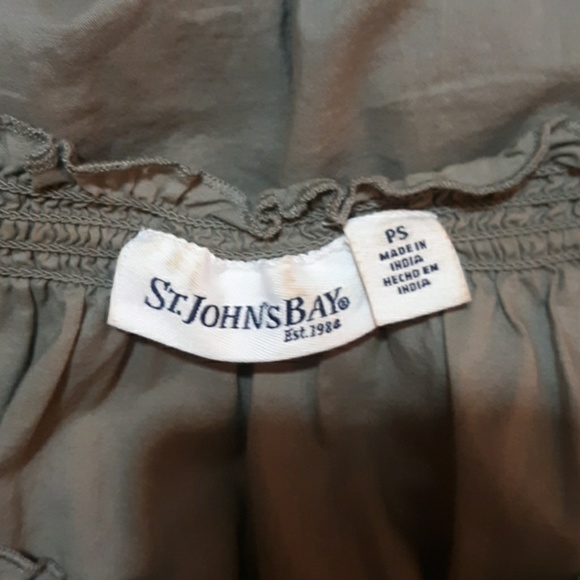 ST. JOHN'S BAY®
Est. 1984
PS
MADE IN
INDIA
HECHO EN
INDIA